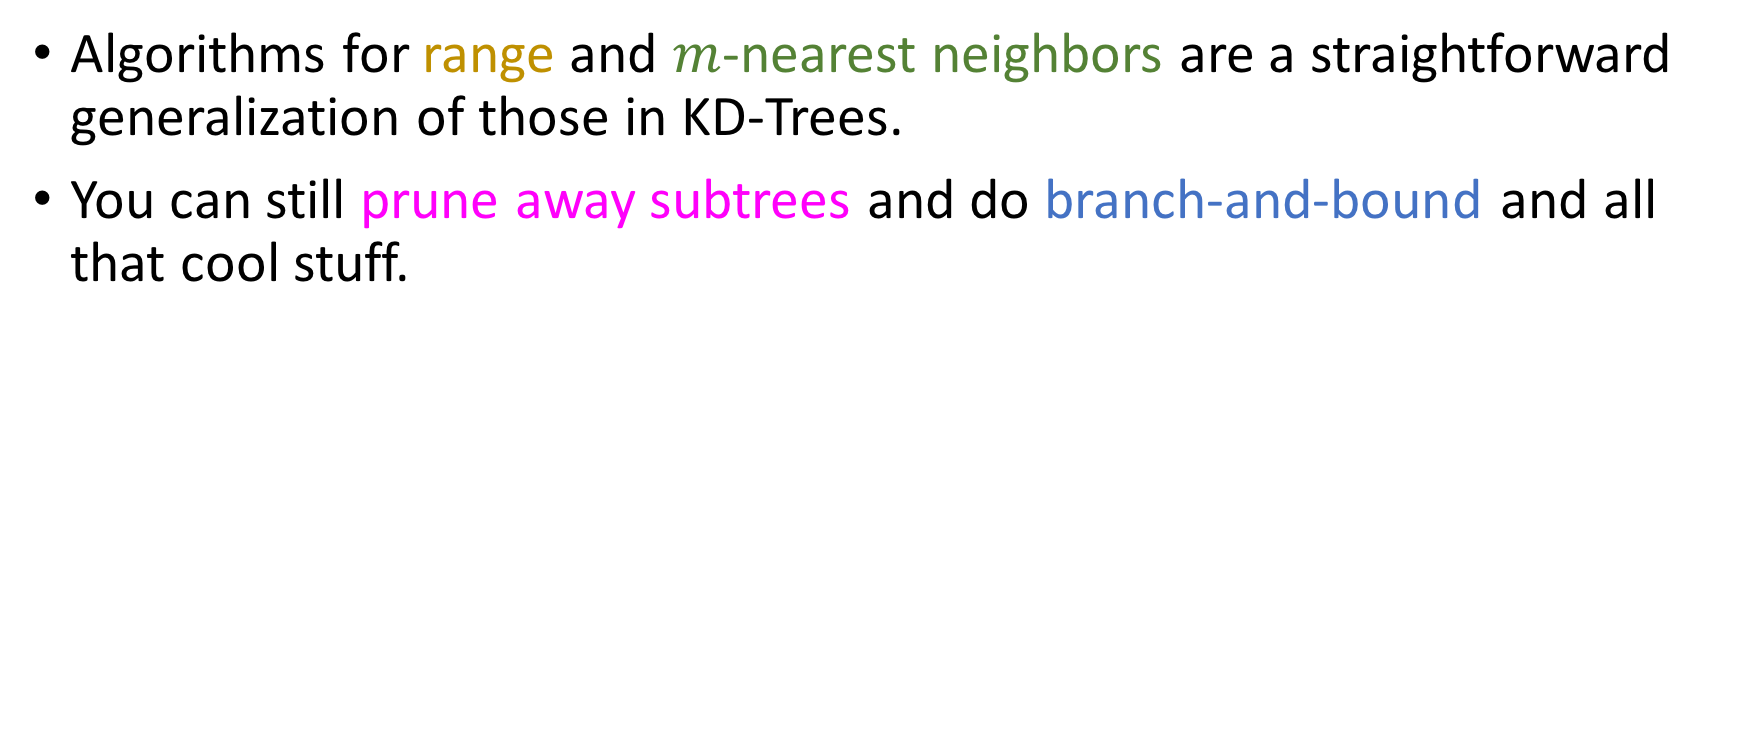 • Algorithms for range and m-nearest neighbors are a straightforward
generalization of those in KD-Trees.
• You can still prune away subtrees and do branch-and-bound and all
that cool stuff.